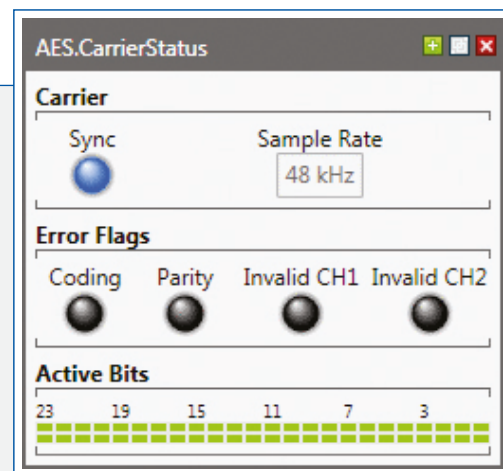 AES.CarrierStatus
Carrier
Sync Sample Rate
48 kHz
Error Flags
Coding Parity Invalid CH1 Invalid CH2
Active Bits
23 19 15 11 7 3